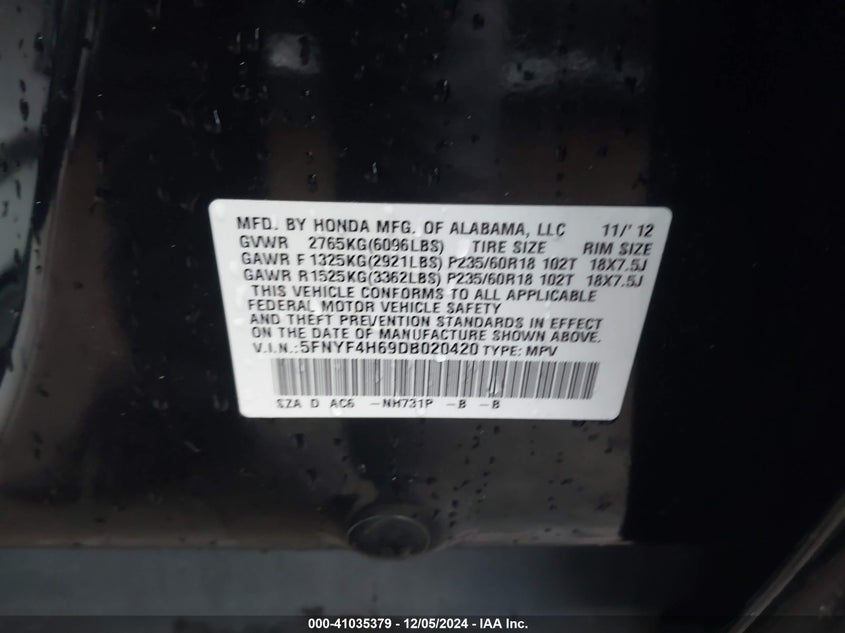 MFD. BY HONDA MFG. OF ALABAMA, LLC 11/' 12
GVWR 2765KG(6096LBS) TIRE SIZE RIM SIZE
GAWR F 1325KG(2921LBS) P235/60R18 102T 18X7.5J
GAWR R1525KG(3362LBS) P235/60R18 102T 18X7.5J
THIS VEHICLE CONFORMS TO ALL APPLICABLE
FEDERAL MOTOR VEHICLE SAFETY
AND THEFT PREVENTION STANDARDS IN EFFECT
ON THE DATE OF MANUFACTURE SHOWN ABOVE.
V.I.N.:5FNYF4H69DB020420 TYPE: MPV
SZA D AC6 -NH731P -B -B
000-41035379 - 12/05/2024 - IAA Inc.